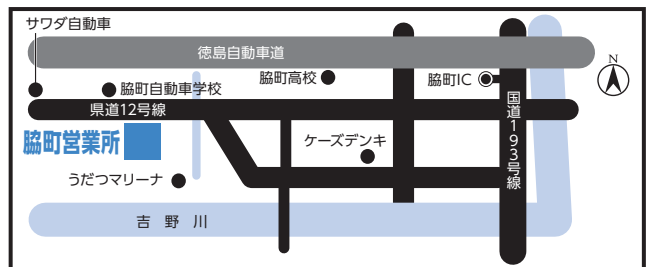 サワダ自動車
徳島自動車道
N
脇町高校
脇町IC
脇町自動車学校
県道12号線
国道193号線
脇町営業所
ケーズデンキ
うだつマリーナ
吉野川